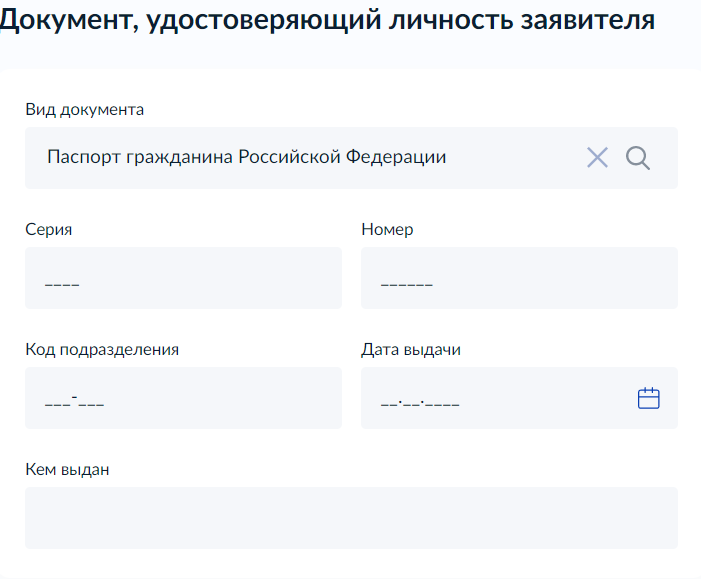 Документ, удостоверяющий личность заявителя
Вид документа
Паспорт гражданина Российской Федерации
Серия
Номер
____
______
Код подразделения
Дата выдачи
___-___
__.__.____
Кем выдан